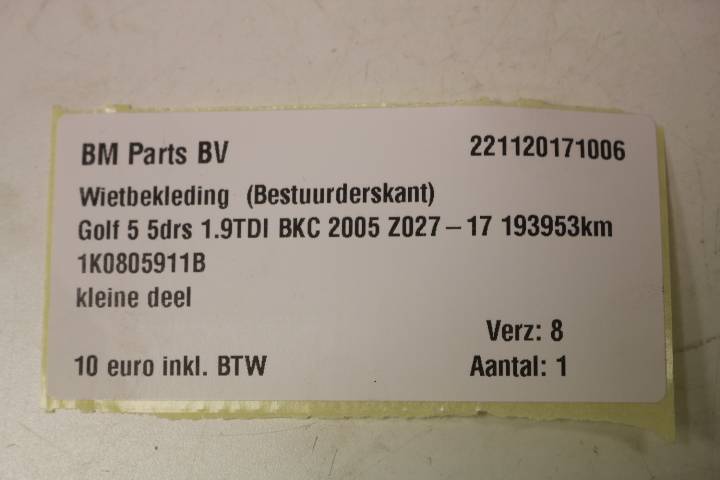 BM Parts BV 221120171006
Wietbekleding (Bestuurderskant)
Golf 5 5drs 1.9TDI BKC 2005 Z027-17 193953km
1K0805911B
kleine deel
Verz: 8
10 euro inkl. BTW Aantal: 1